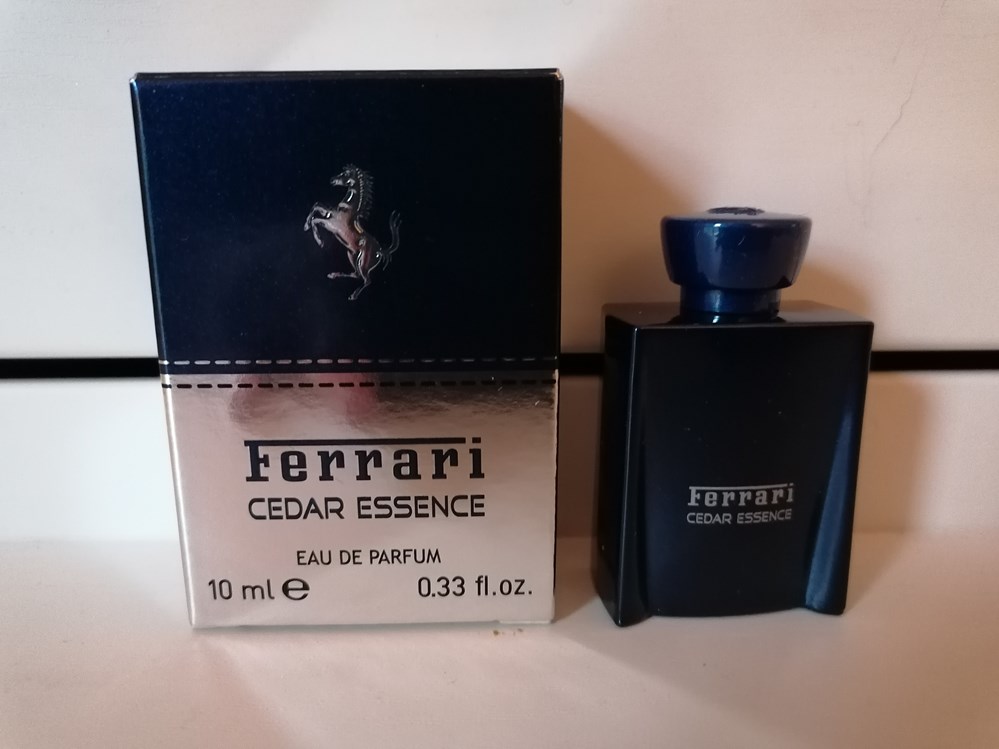 Ferrari
CEDAR ESSENCE
EAU DE PARFUM
10 ml ℮ 0.33 fl.oz.
Ferrari
CEDAR ESSENCE